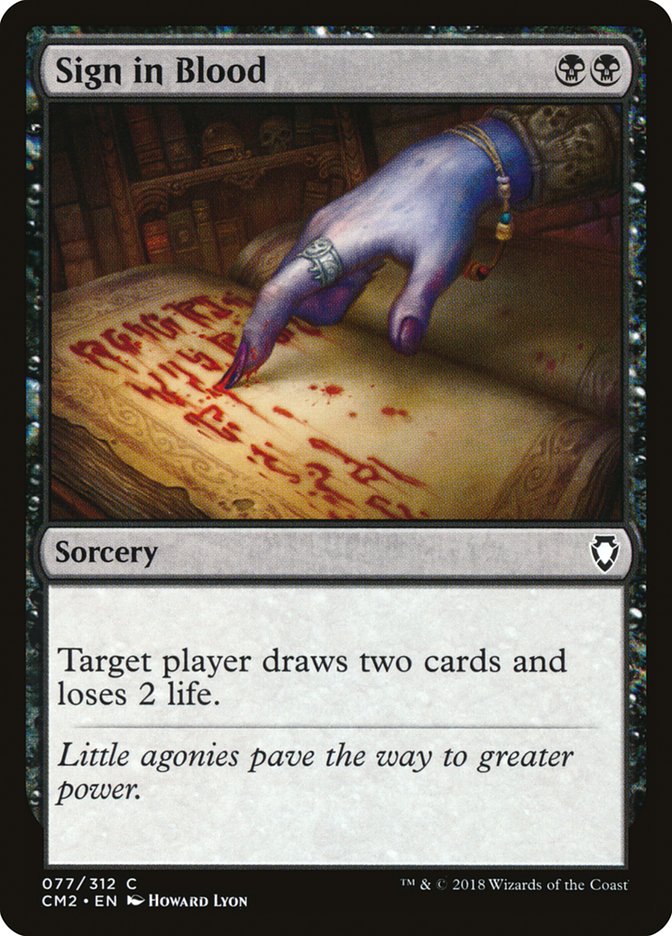 Sign in Blood
Sorcery
Target player draws two cards and
loses 2 life.
Little agonies pave the way to greater
power.
077/312 C
CM2 • EN Howard Lyon
™ & © 2018 Wizards of the Coast